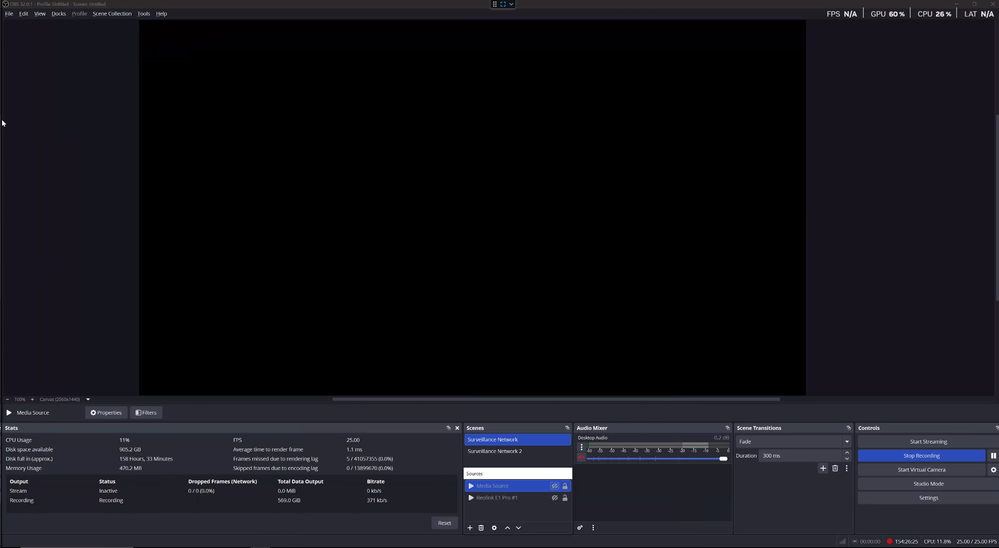 OBS 32.0.1 - Profile: Untitled - Scenes: Untitled
File Edit View Docks Profile Scene Collection Tools Help
FPS N/A GPU 60 % CPU 26 % LAT N/A
100% Canvas (2560x1440)
Media Source Properties Filters
Stats
CPU Usage 11% FPS 25.00
Disk space available 905.2 GB Average time to render frame 1.1 ms
Disk full in (approx.) 158 Hours, 33 Minutes Frames missed due to rendering lag 5 / 41057355 (0.0%)
Memory Usage 470.2 MB Skipped frames due to encoding lag 0 / 13899670 (0.0%)
Output Status Dropped Frames (Network) Total Data Output Bitrate
Stream Inactive 0 / 0 (0.0%) 0.0 MiB 0 kb/s
Recording Recording 569.0 GiB 371 kb/s
Reset
Scenes
Surveillance Network
Surveillance Network 2
Sources
Media Source
Reolink E1 Pro #1
Audio Mixer
Desktop Audio -0.2 dB
-60 -55 -50 -45 -40 -35 -30 -25 -20 -15 -10 -5 0
Scene Transitions
Fade
Duration 300 ms
Controls
Start Streaming
Stop Recording
Start Virtual Camera
Studio Mode
Settings
00:00:00 154:26:25 CPU: 11.8% 25.00 / 25.00 FPS